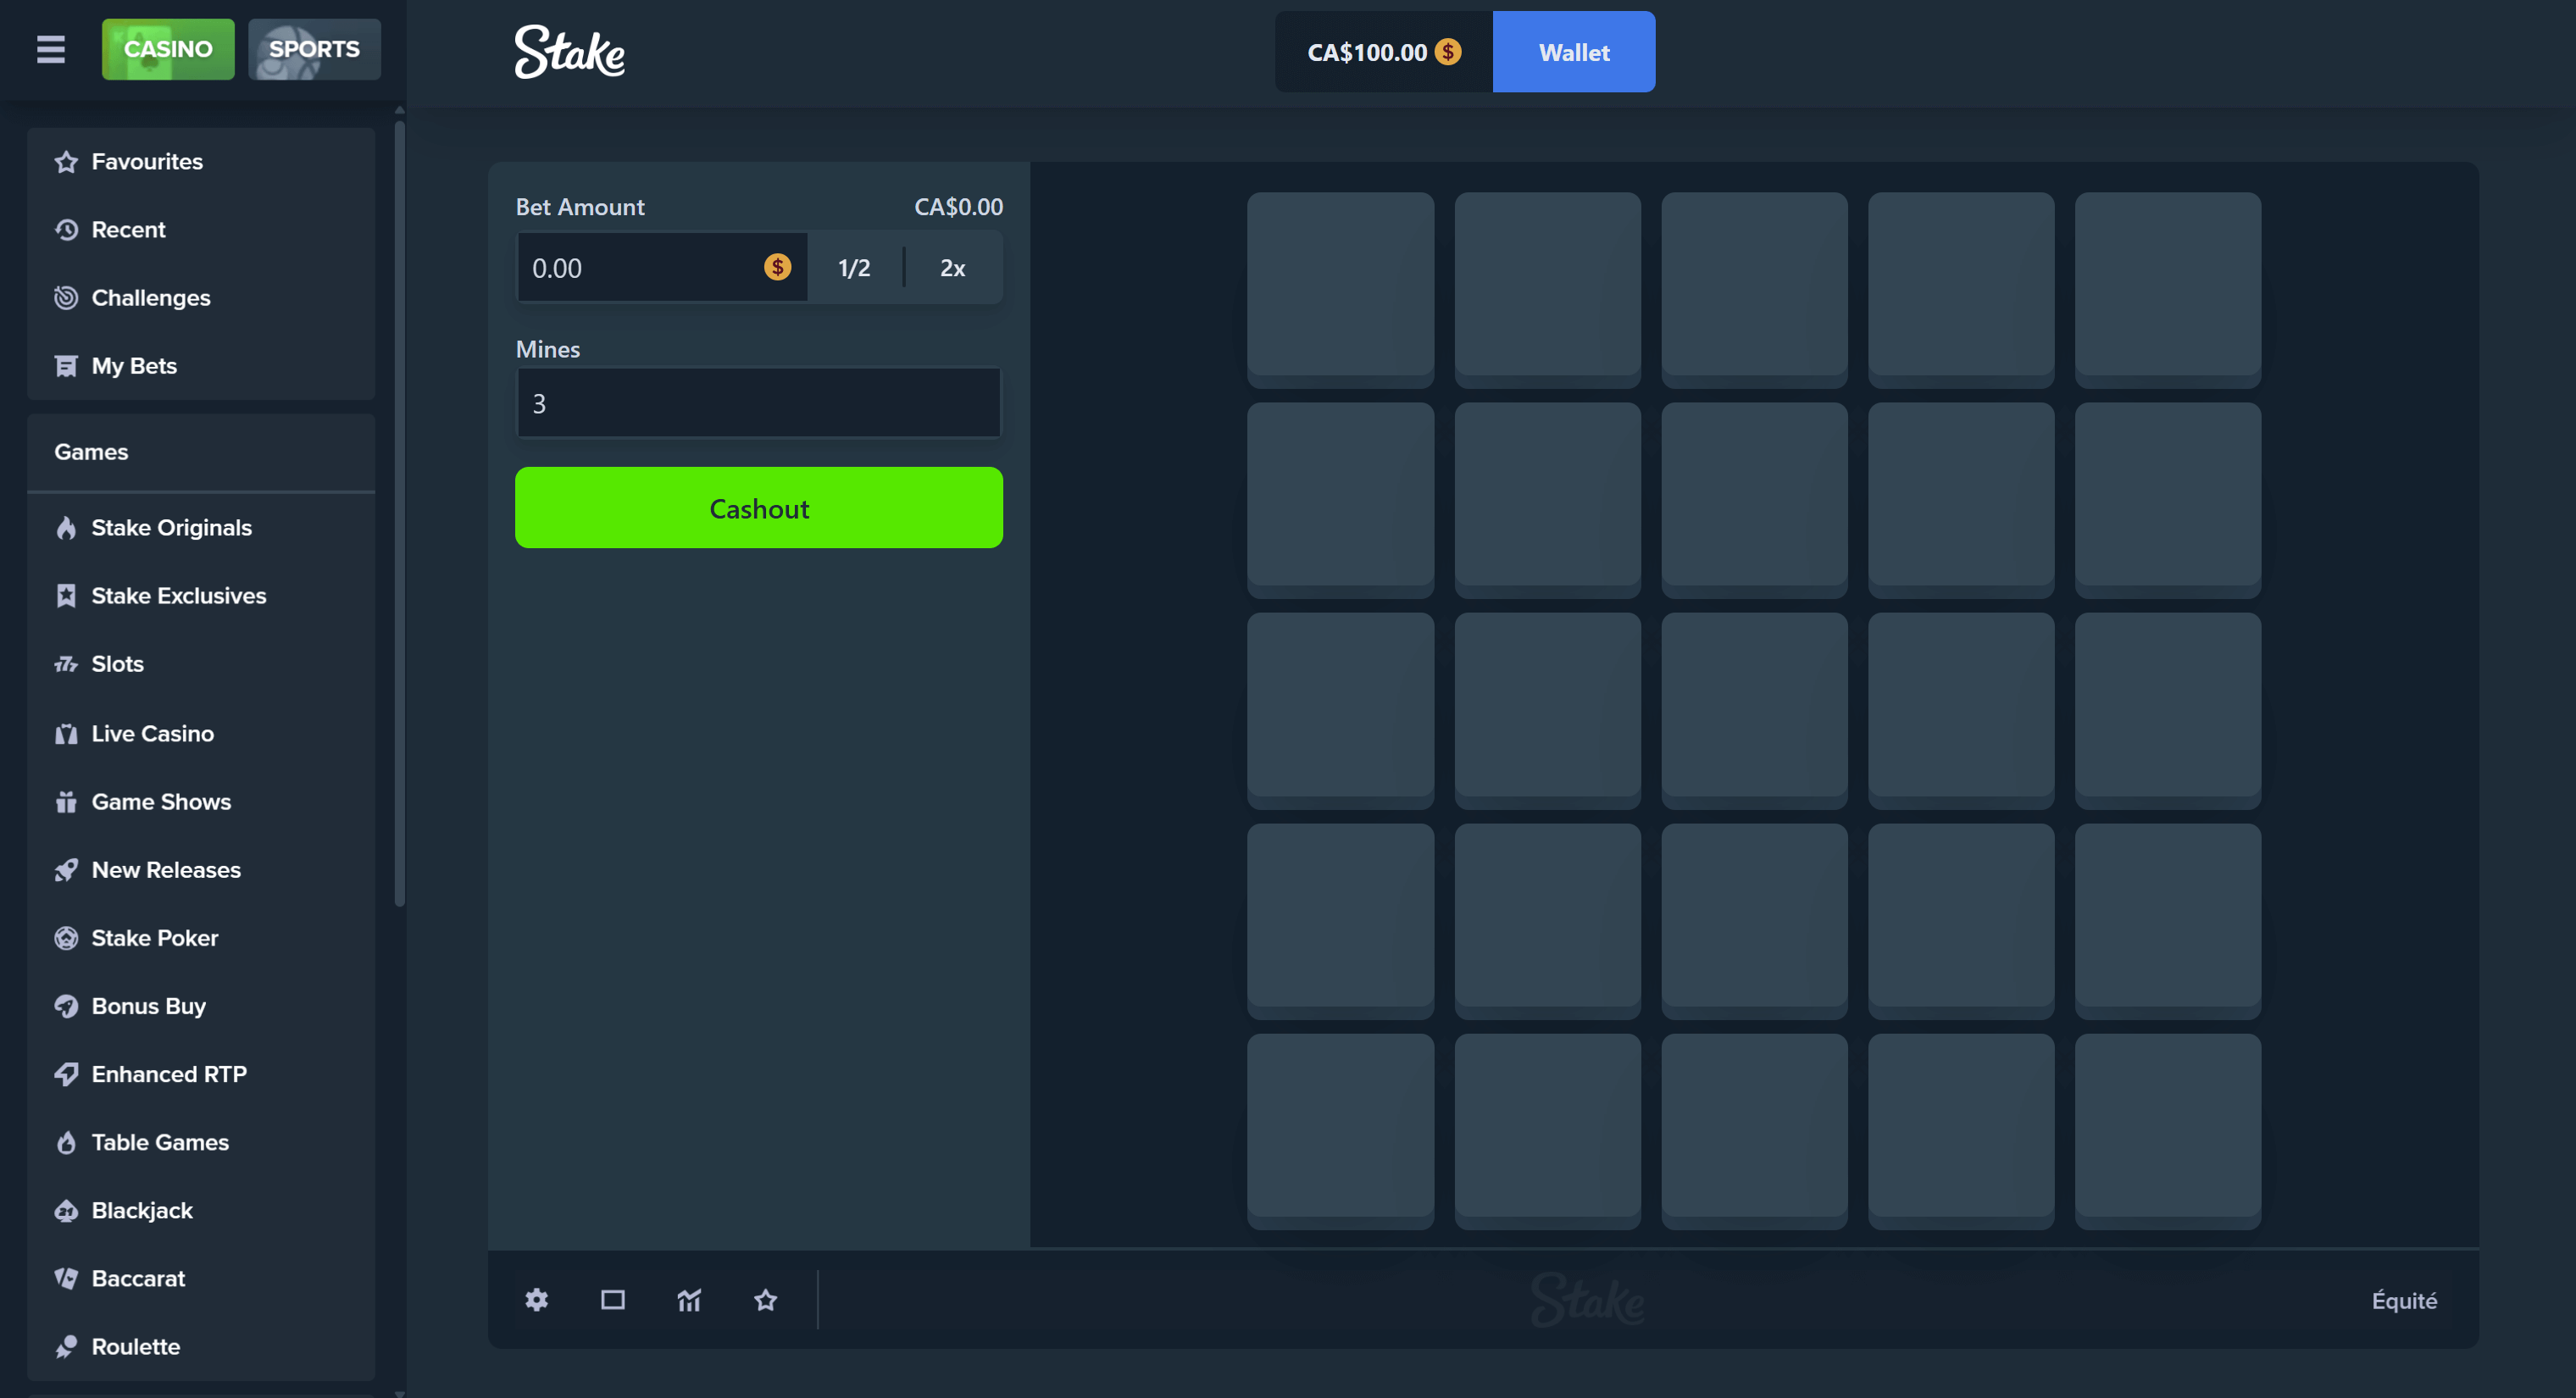 CASINO SPORTS
Stake
CA$100.00 $ Wallet
Favourites
Recent
Challenges
My Bets
Games
Stake Originals
Stake Exclusives
777 Slots
Live Casino
Game Shows
New Releases
Stake Poker
Bonus Buy
Enhanced RTP
Table Games
21 Blackjack
Baccarat
Roulette
Bet Amount CA$0.00
0.00 $ 1/2 2x
Mines
3
Cashout
Stake
Équité